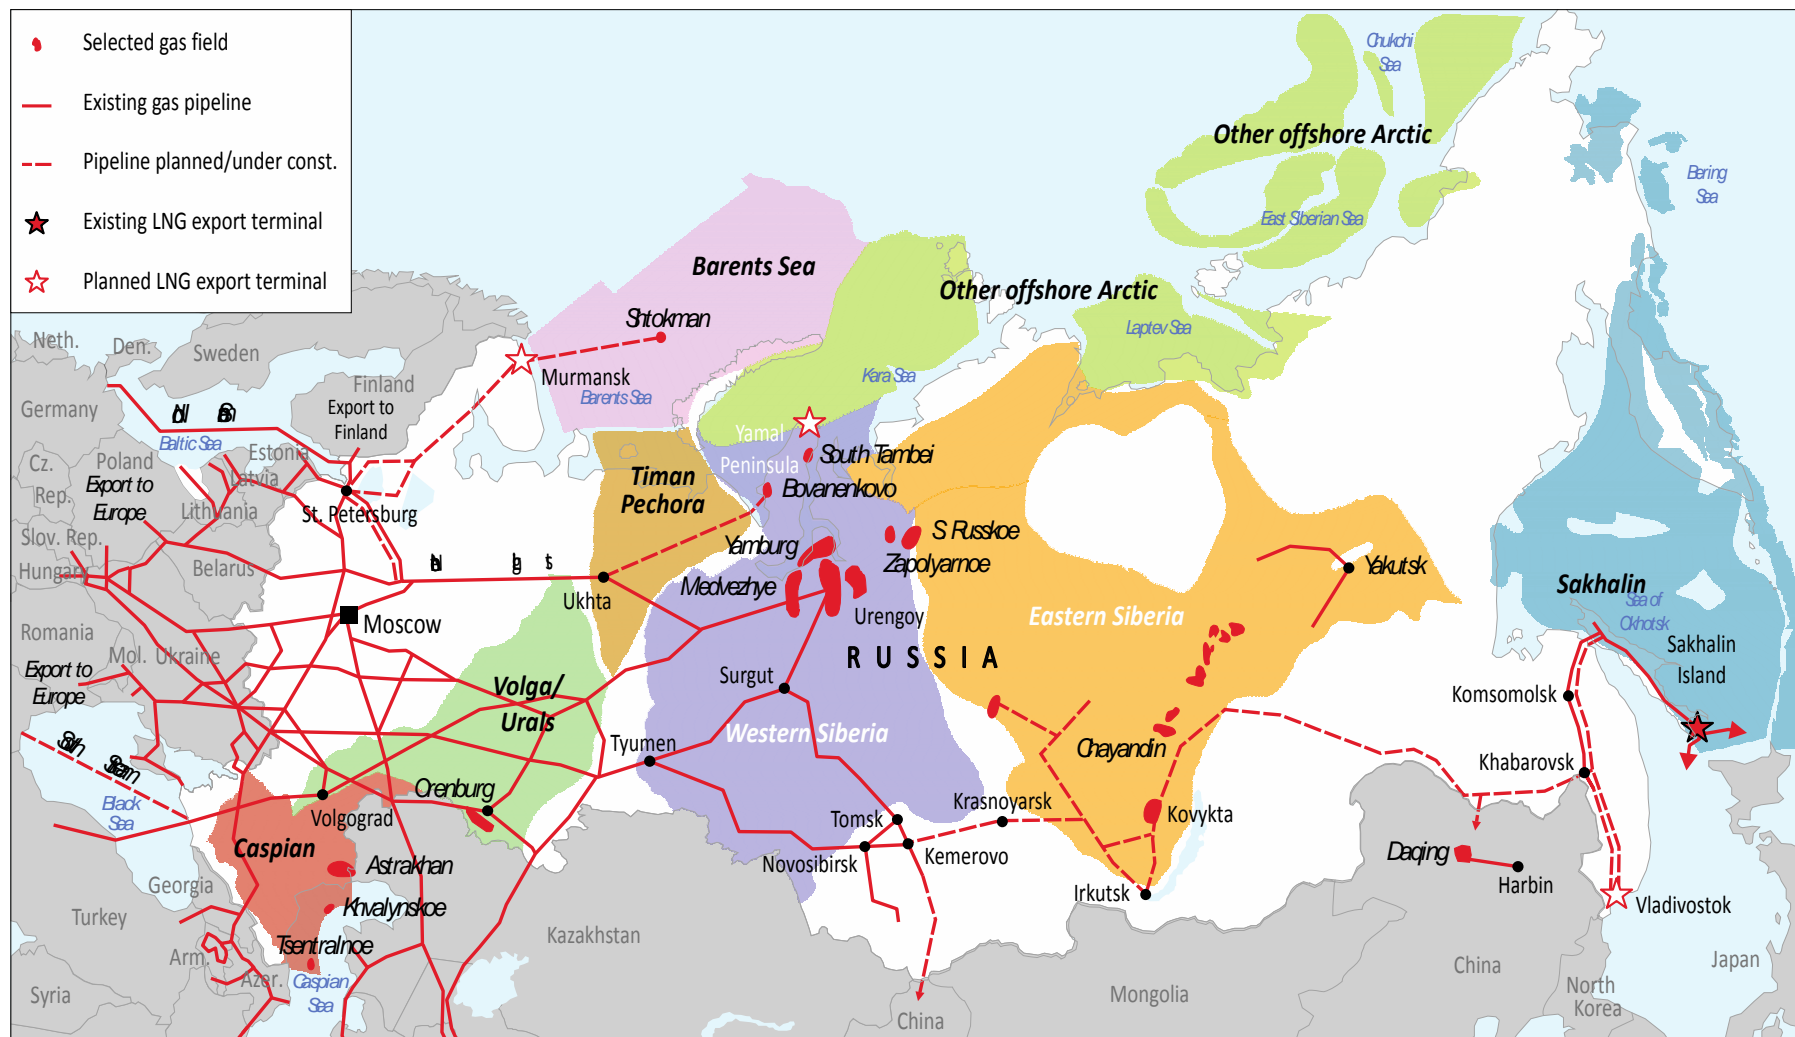 Selected gas field
Existing gas pipeline
Pipeline planned/under const.
Existing LNG export terminal
Planned LNG export terminal
Chukchi
Sea
Other offshore Arctic
Bering
Sea
East Siberian Sea
Barents Sea
Other offshore Arctic
Laptev Sea
Shtokman
Neth.
Den.
Sweden
Finland
Murmansk
Barents Sea
Kara Sea
Germany
Export to
Finland
Baltic Sea
Estonia
Latvia
Lithuania
Poland
Cz.
Rep.
Export to
Europe
St. Petersburg
Yamal
Peninsula
South Tambei
Bovanenkovo
Timan
Pechora
Slov. Rep.
Hungary
Belarus
Yamburg
S. Russkoe
Zapolyarnoe
Medvezhye
Urengoy
Yakutsk
Ukhta
Moscow
Eastern Siberia
Sakhalin
Sea of
Okhotsk
Sakhalin
Island
Romania
Mol.
Ukraine
Export to
Europe
RUSSIA
Surgut
Volga/
Urals
Komsomolsk
Western Siberia
Tyumen
Chayandin
Khabarovsk
Black
Sea
Orenburg
Volgograd
Krasnoyarsk
Kovykta
Tomsk
Kemerovo
Novosibirsk
Caspian
Astrakhan
Daqing
Harbin
Irkutsk
Vladivostok
Georgia
Turkey
Khvalynskoe
Tsentralnoe
Kazakhstan
Arm.
Azer.
Syria
Caspian
Sea
China
Mongolia
China
North
Korea
Japan